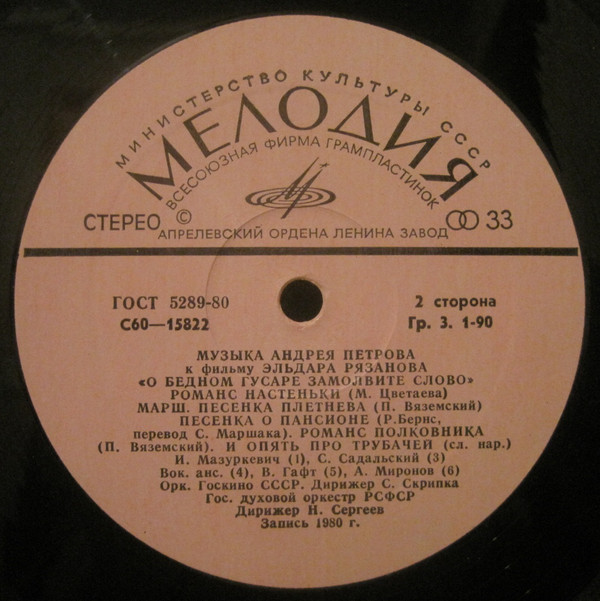 МИНИСТЕРСТВО КУЛЬТУРЫ СССР
МЕЛОДИЯ
ВСЕСОЮЗНАЯ ФИРМА ГРАМПЛАСТИНОК
СТЕРЕО © 33
АПРЕЛЕВСКИЙ ОРДЕНА ЛЕНИНА ЗАВОД
ГОСТ 5289-80 2 сторона
С60—15822 Гр. 3. 1-90
МУЗЫКА АНДРЕЯ ПЕТРОВА
к фильму ЭЛЬДАРА РЯЗАНОВА
«О БЕДНОМ ГУСАРЕ ЗАМОЛВИТЕ СЛОВО»
РОМАНС НАСТЕНЬКИ (М. Цветаева)
МАРШ. ПЕСЕНКА ПЛЕТНЕВА (П. Вяземский)
ПЕСЕНКА О ПАНСИОНЕ (Р.Бернс,
перевод С. Маршака). РОМАНС ПОЛКОВНИКА
(П. Вяземский). И ОПЯТЬ ПРО ТРУБАЧЕЙ (сл. нар.)
И. Мазуркевич (1), С. Садальский (3)
Вок. анс. (4), В. Гафт (5), А. Миронов (6)
Орк. Госкино СССР. Дирижер С. Скрипка
Гос. духовой оркестр РСФСР
Дирижер Н. Сергеев
Запись 1980 г.